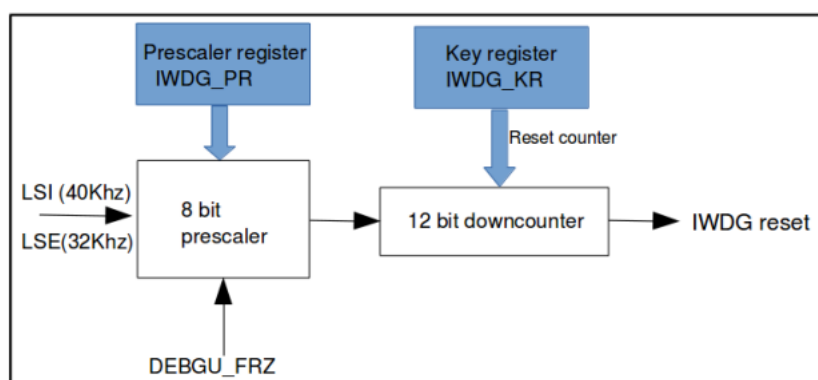 Prescaler register
IWDG_PR
Key register
IWDG_KR
Reset counter
LSI (40Khz)
LSE(32Khz)
8 bit
prescaler
12 bit downcounter
IWDG reset
DEBGU_FRZ